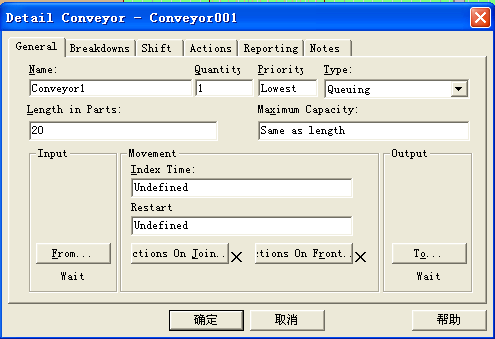 Detail Conveyor - Conveyor001
General Breakdowns Shift Actions Reporting Notes
Name: Quantity Priority Type:
Conveyor1 1 Lowest Queuing
Length in Parts: Maximum Capacity:
20 Same as length
Input Movement Output
Index Time:
Undefined
Restart
Undefined
From... ctions On Join.. ctions On Front.. To...
Wait Wait
确定 取消 帮助